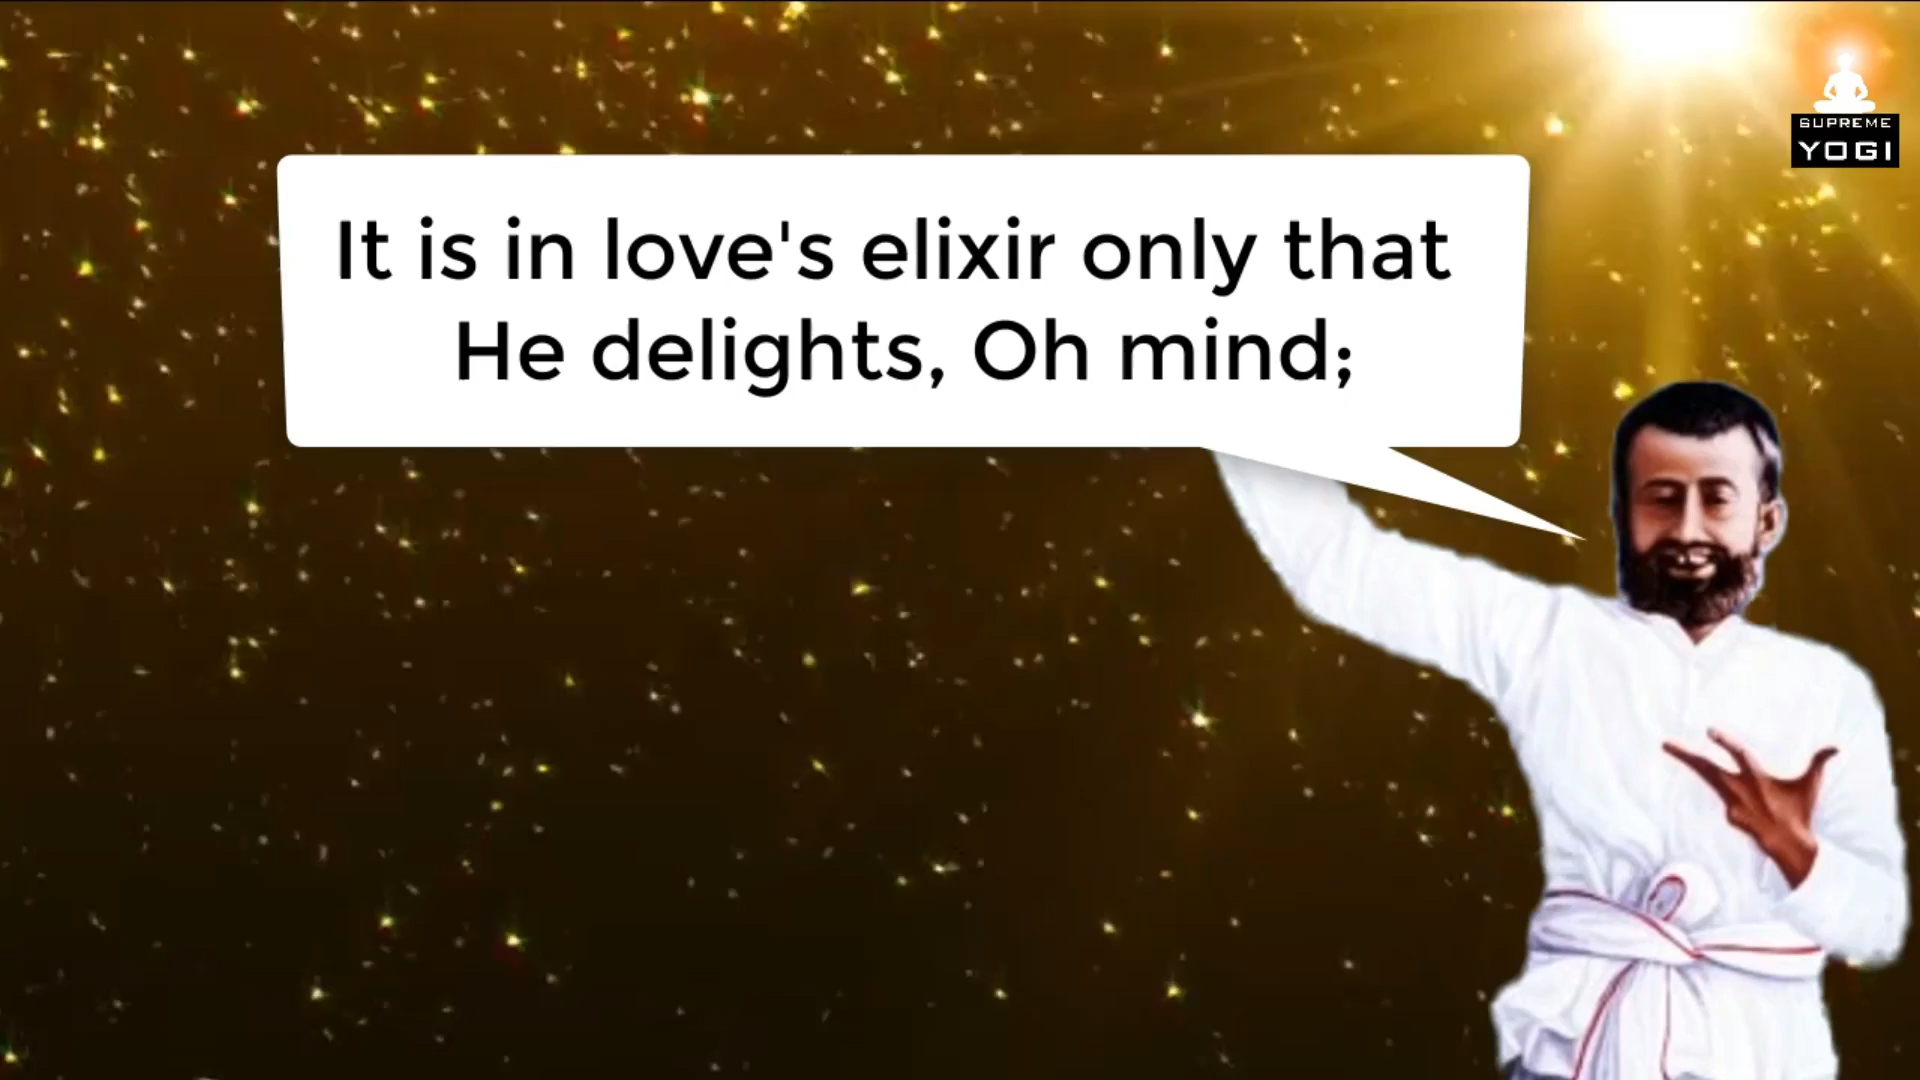 SUPREME
YOGI
It is in love's elixir only that
He delights, Oh mind;